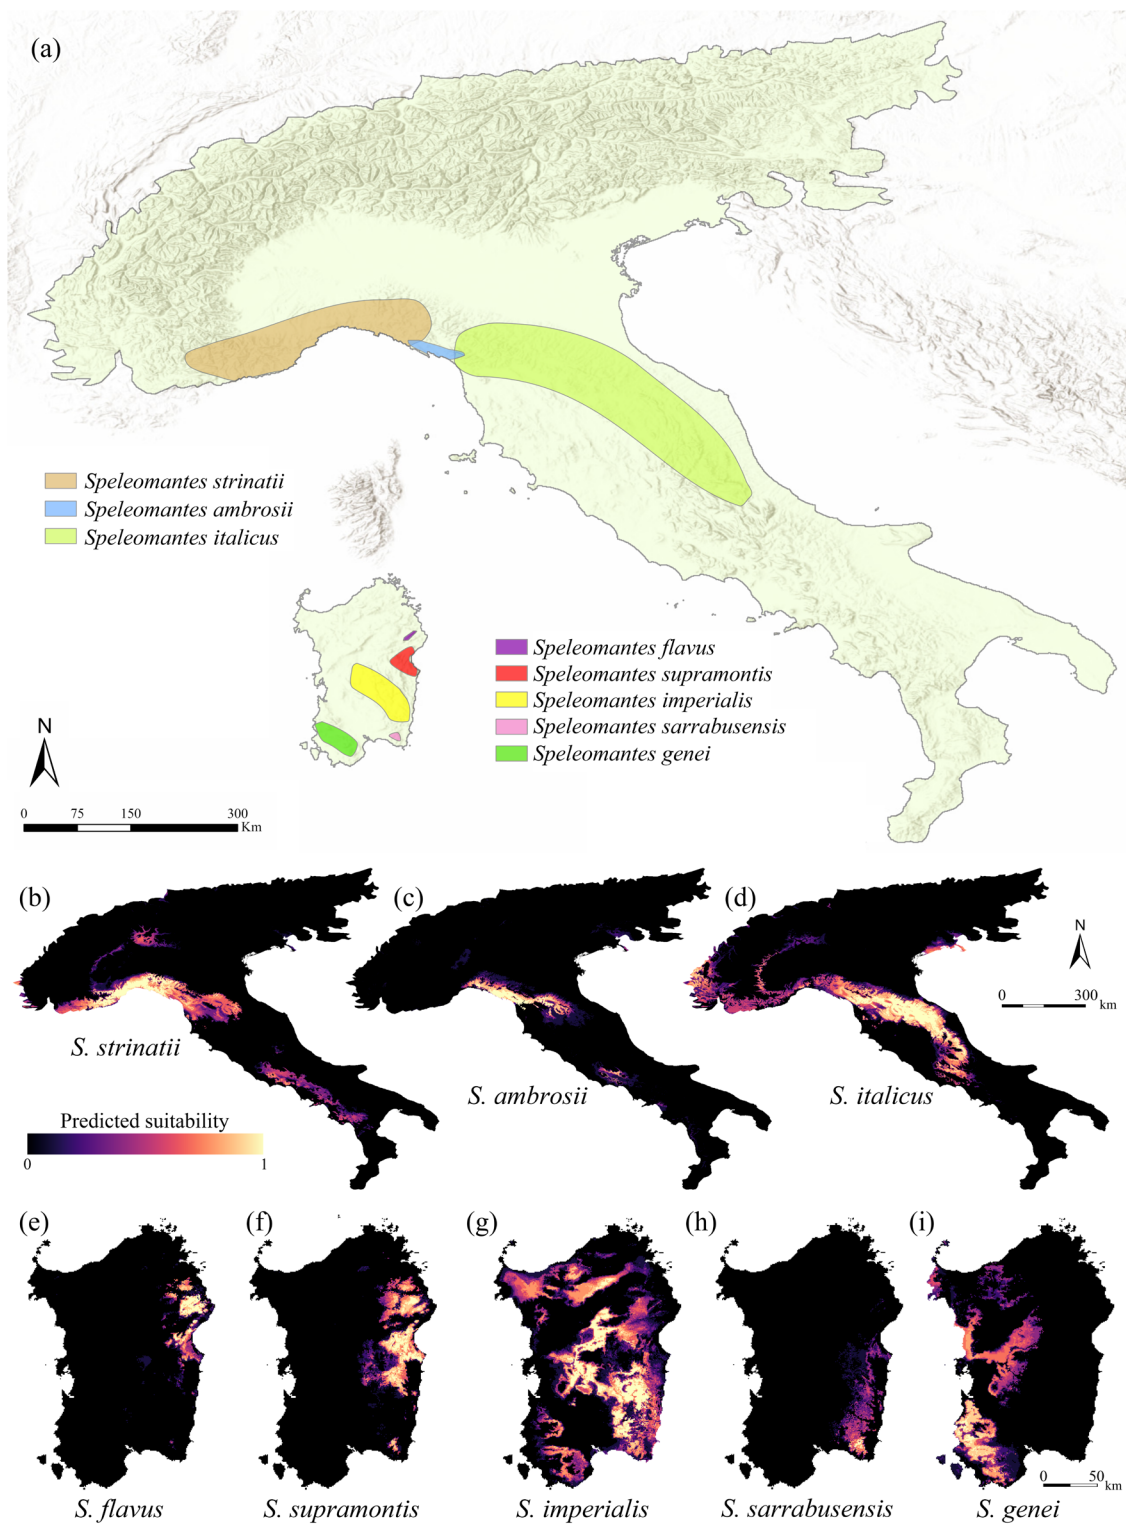 (a)
Speleomantes strinatii
Speleomantes ambrosii
Speleomantes italicus
Speleomantes flavus
Speleomantes supramontis
Speleomantes imperialis
Speleomantes sarrabusensis
Speleomantes genei
N
0 75 150 300
Km
(b) (c) (d)
N
0 300
km
S. strinatii
S. ambrosii
S. italicus
Predicted suitability
0 1
(e) (f) (g) (h) (i)
0 50
km
S. flavus
S. supramontis
S. imperialis
S. sarrabusensis
S. genei